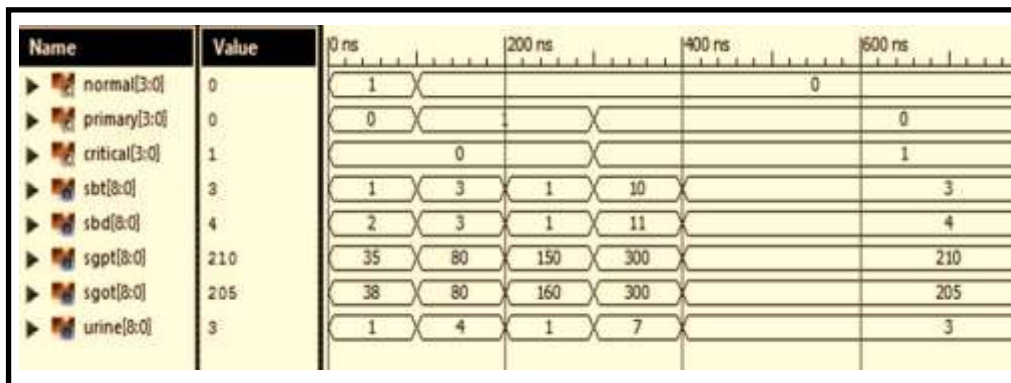 Name Value 0 ns 200 ns 400 ns 600 ns
normal[3:0] 0 1 0
primary[3:0] 0 0 1 0
critical[3:0] 1 0 1
sbt[8:0] 3 1 3 1 10 3
sbd[8:0] 4 2 3 1 11 4
sgpt[8:0] 210 35 80 150 300 210
sgot[8:0] 205 38 80 160 300 205
urine[8:0] 3 1 4 1 7 3